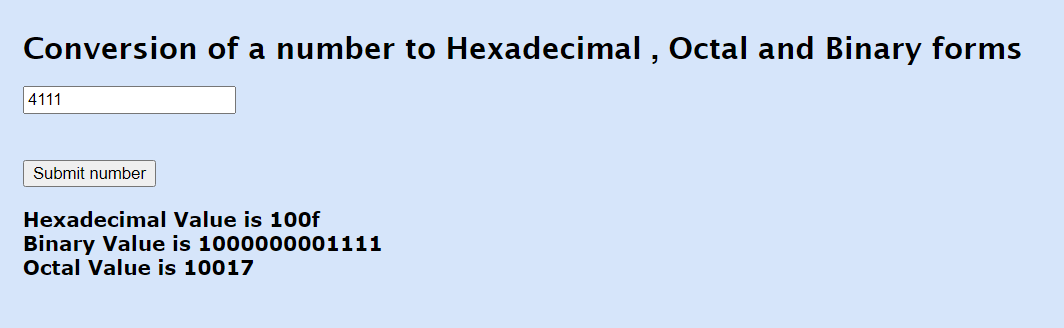 Conversion of a number to Hexadecimal , Octal and Binary forms
4111
Submit number
Hexadecimal Value is 100f
Binary Value is 1000000001111
Octal Value is 10017